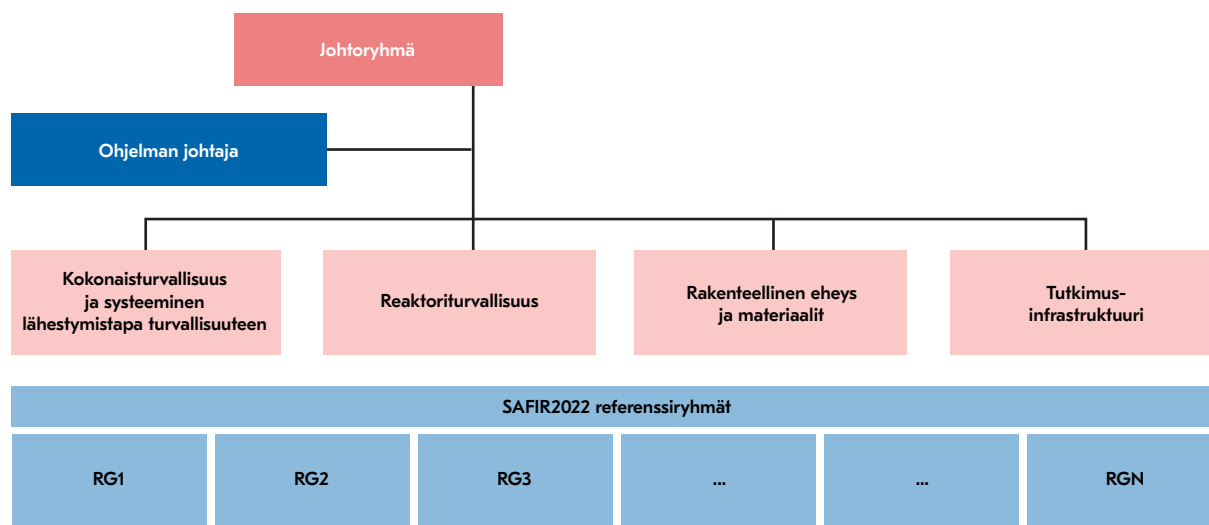 Johtoryhmä
Ohjelman johtaja
Kokonaisturvallisuus
ja systeeminen
lähestymistapa turvallisuuteen
Reaktoriturvallisuus
Rakenteellinen eheys
ja materiaalit
Tutkimus-
infrastruktuuri
SAFIR2022 referenssiryhmät
RG1
RG2
RG3
...
...
RGN